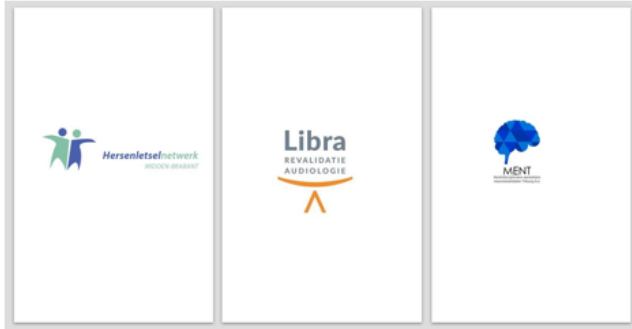 Hersenletselnetwerk
MIDDEN-BRABANT
Libra
REVALIDATIE
AUDIOLOGIE
MENT